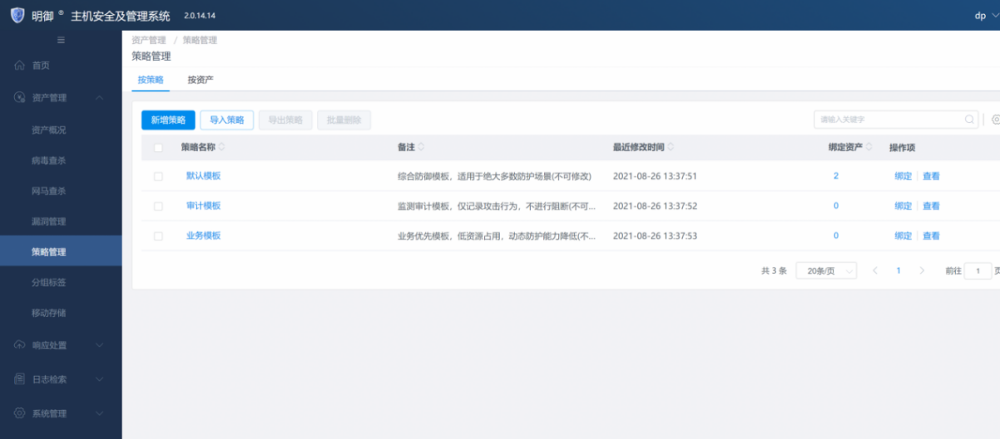 明御® 主机安全及管理系统 2.0.14.14 dp
首页
资产管理
资产概况
病毒查杀
网马查杀
漏洞管理
策略管理
分组标签
移动存储
响应处置
日志检索
系统管理
资产管理 / 策略管理
策略管理
按策略 按资产
新增策略 导入策略 导出策略 批量删除 请输入关键字
策略名称 备注 最近修改时间 绑定资产 操作项
默认模板 综合防御模板，适用于绝大多数防护场景(不可修改) 2021-08-26 13:37:51 2 绑定 查看
审计模板 监测审计模板，仅记录攻击行为，不进行阻断(不可... 2021-08-26 13:37:52 0 绑定 查看
业务模板 业务优先模板，低资源占用，动态防护能力降低(不... 2021-08-26 13:37:53 0 绑定 查看
共 3 条 20条/页 1 前往 1 页